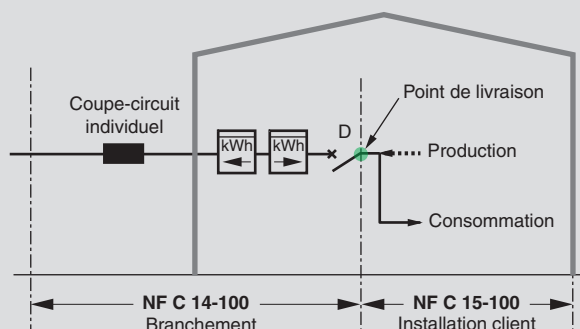 Coupe-circuit
individuel
kWh
kWh
D
Point de livraison
Production
Consommation
NF C 14-100
Branchement
NF C 15-100
Installation client